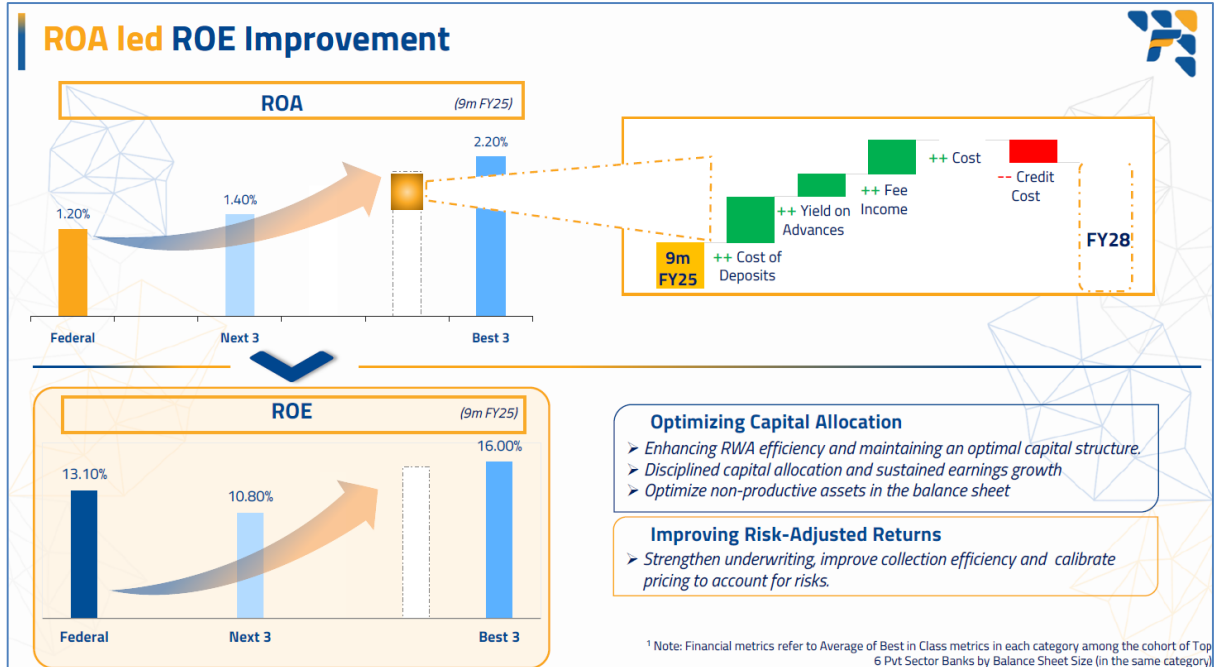 ROA led ROE Improvement
ROA
(9m FY25)
1.20%
1.40%
2.20%
Federal
Next 3
Best 3
9m
FY25
++ Cost of
Deposits
++ Yield on
Advances
++ Fee
Income
++ Cost
-- Credit
Cost
FY28
ROE
(9m FY25)
13.10%
10.80%
16.00%
Federal
Next 3
Best 3
Optimizing Capital Allocation
➢ Enhancing RWA efficiency and maintaining an optimal capital structure.
➢ Disciplined capital allocation and sustained earnings growth
➢ Optimize non-productive assets in the balance sheet
Improving Risk-Adjusted Returns
➢ Strengthen underwriting, improve collection efficiency and calibrate
pricing to account for risks.
¹ Note: Financial metrics refer to Average of Best in Class metrics in each category among the cohort of Top
6 Pvt Sector Banks by Balance Sheet Size (in the same category)